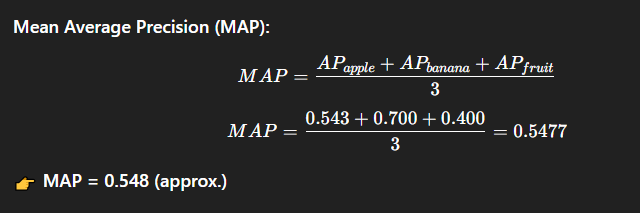 Mean Average Precision (MAP):
MAP = (AP_apple + AP_banana + AP_fruit) / 3
MAP = (0.543 + 0.700 + 0.400) / 3 = 0.5477
👉 MAP = 0.548 (approx.)